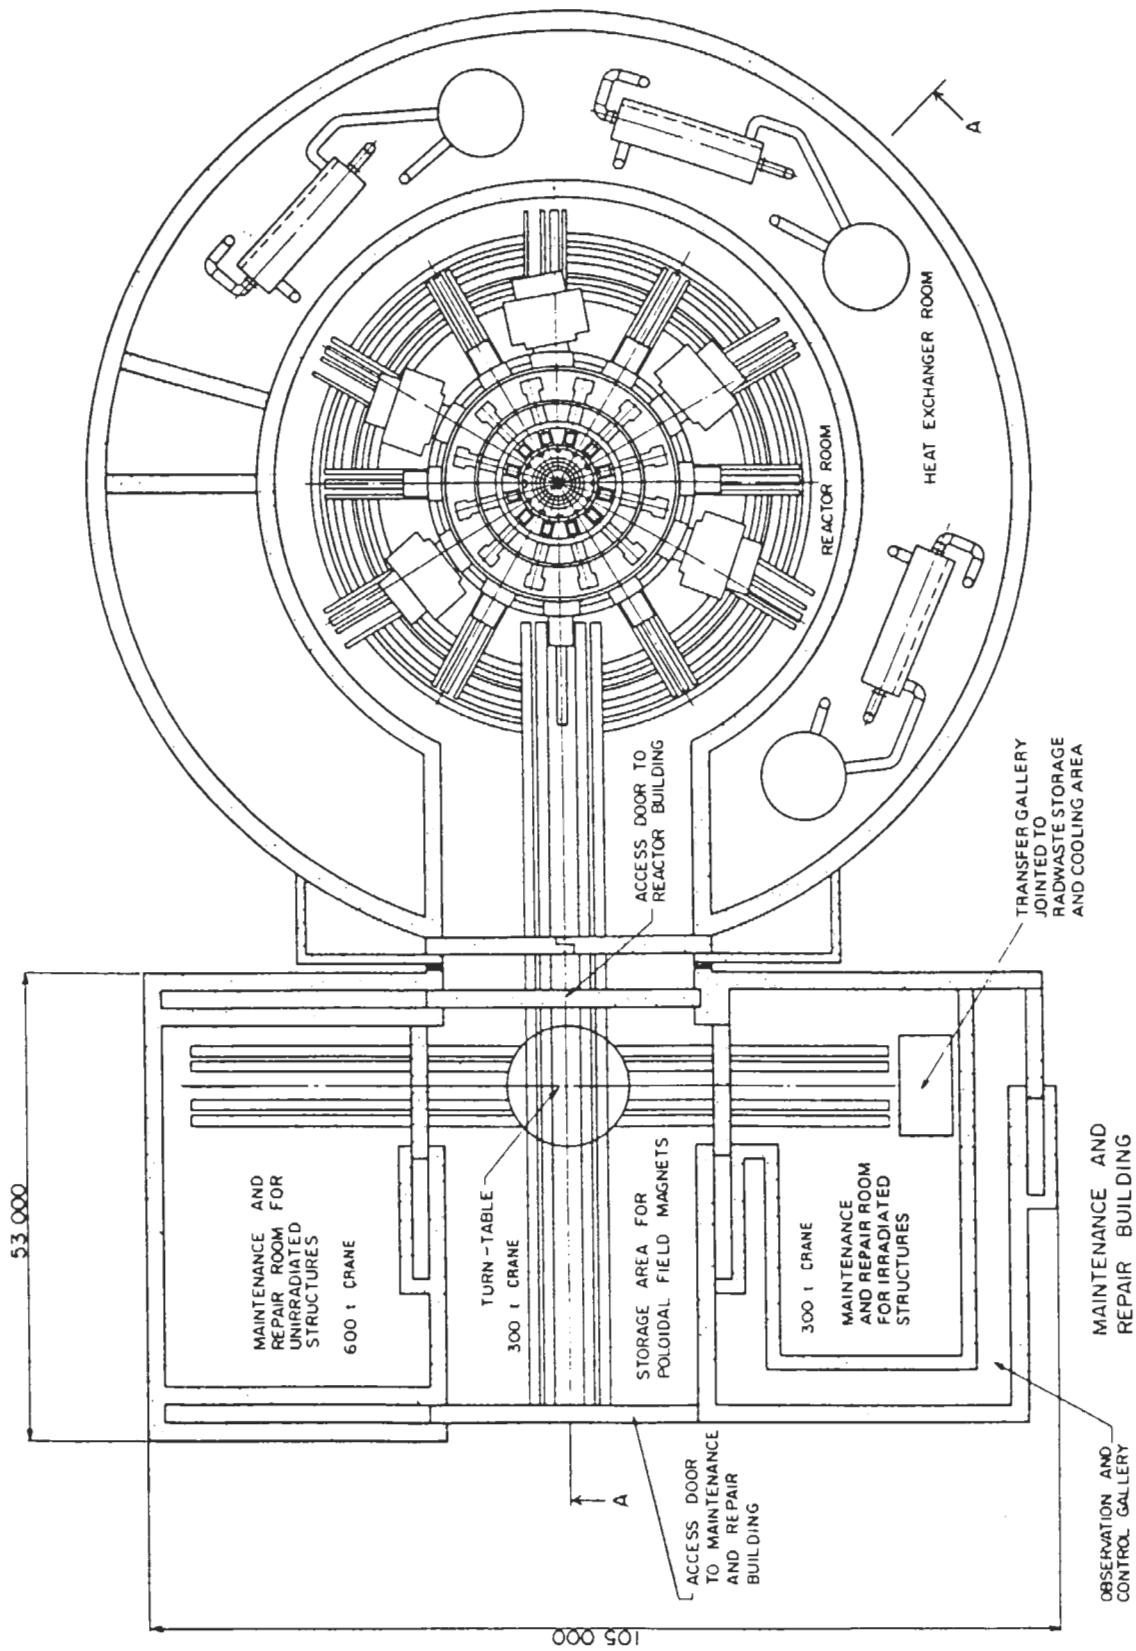 53 000
105 000
MAINTENANCE AND
REPAIR ROOM FOR
UNIRRADIATED
STRUCTURES
600 t CRANE
TURN-TABLE
300 t CRANE
STORAGE AREA FOR
POLOIDAL FIELD MAGNETS
300 t CRANE
MAINTENANCE
AND REPAIR ROOM
FOR IRRADIATED
STRUCTURES
ACCESS DOOR TO
REACTOR BUILDING
REACTOR ROOM
HEAT EXCHANGER ROOM
A
TRANSFER GALLERY
JOINTED TO
RADWASTE STORAGE
AND COOLING AREA
A
ACCESS DOOR
TO MAINTENANCE
AND REPAIR
BUILDING
OBSERVATION AND
CONTROL GALLERY
MAINTENANCE AND
REPAIR BUILDING